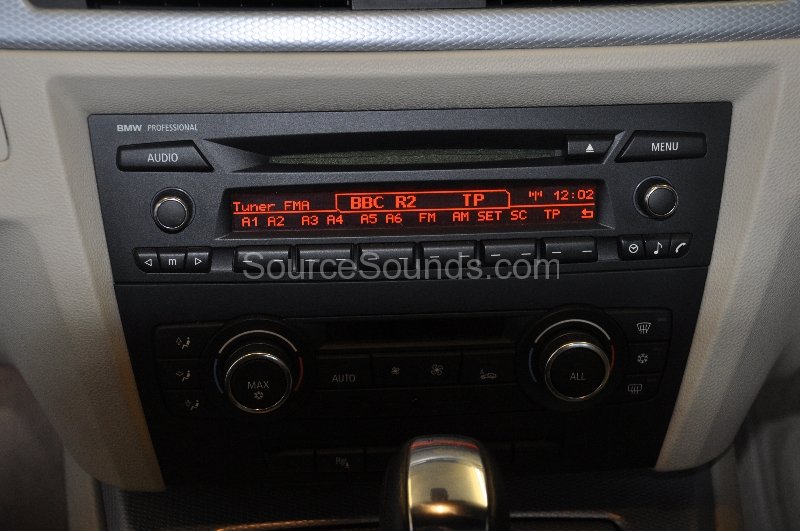 BMW PROFESSIONAL
AUDIO
MENU
Tuner FMA BBC R2 TP 12:02
A1 A2 A3 A4 A5 A6 FM AM SET SC TP
m
SourceSounds.com
MAX
AUTO
ALL